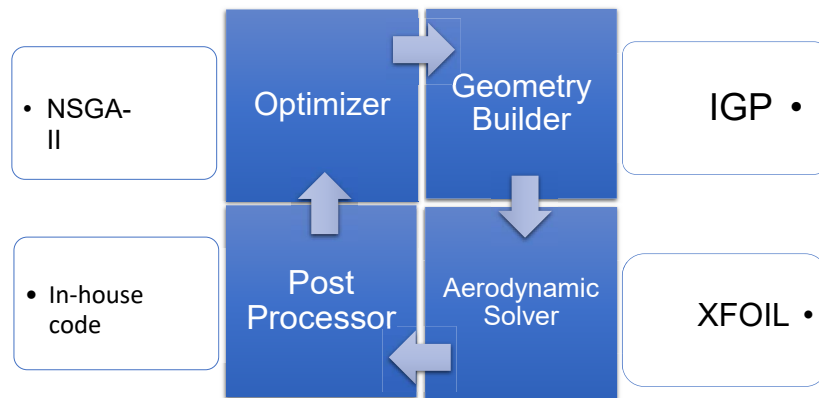 • NSGA-
II
Optimizer
Geometry
Builder
IGP •
• In-house
code
Post
Processor
Aerodynamic
Solver
XFOIL •